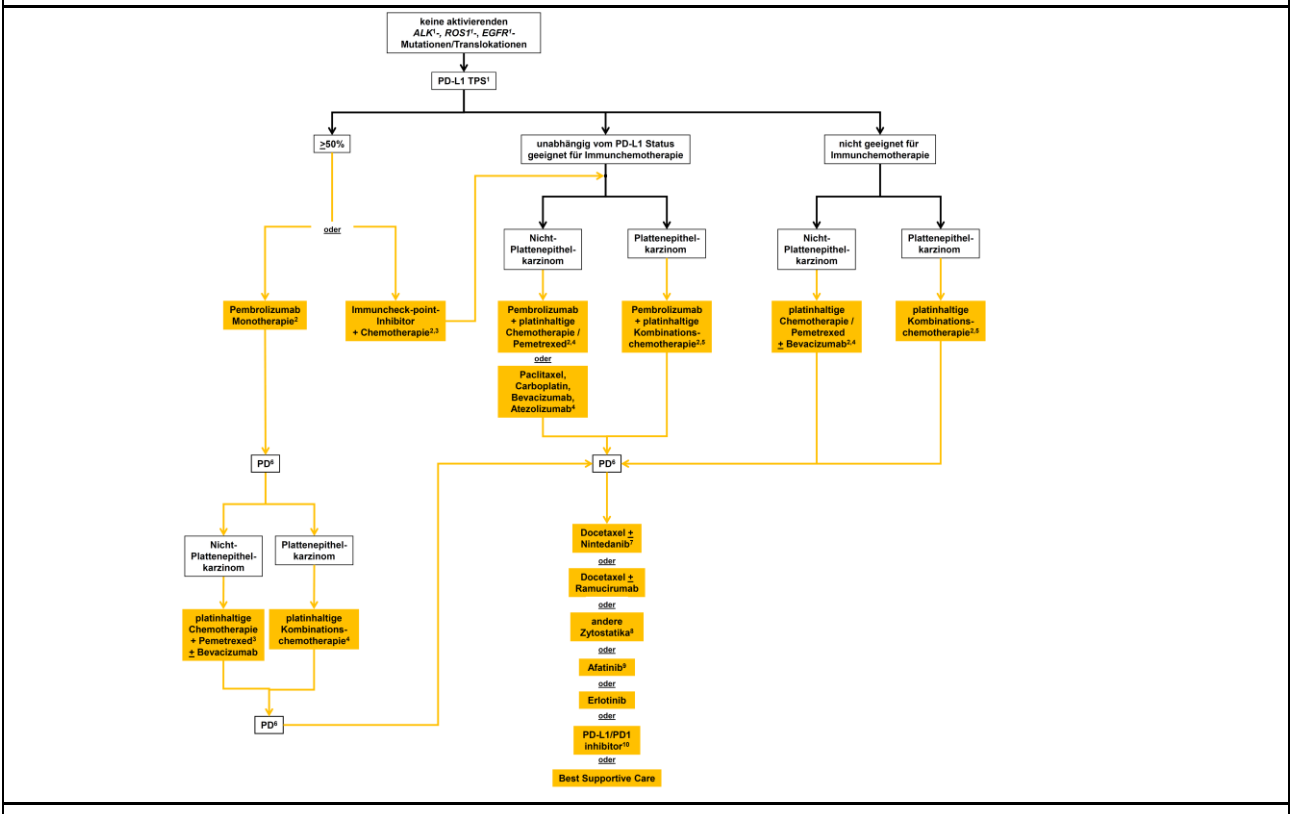 keine aktivierenden
ALK¹-, ROS1¹-, EGFR¹-
Mutationen/Translokationen
PD-L1 TPS¹
≥50%
unabhängig vom PD-L1 Status
geeignet für Immunchemotherapie
nicht geeignet für
Immunchemotherapie
oder
Nicht-
Plattenepithel-
karzinom
Plattenepithel-
karzinom
Nicht-
Plattenepithel-
karzinom
Plattenepithel-
karzinom
Pembrolizumab
Monotherapie²
Immuncheck-point-
Inhibitor
+ Chemotherapie²,³
Pembrolizumab
+ platinhaltige
Chemotherapie /
Pemetrexed²,⁴
oder
Paclitaxel,
Carboplatin,
Bevacizumab,
Atezolizumab⁴
Pembrolizumab
+ platinhaltige
Kombinations-
chemotherapie²,⁵
platinhaltige
Chemotherapie /
Pemetrexed
± Bevacizumab²,⁴
platinhaltige
Kombinations-
chemotherapie²,⁵
PD⁶
PD⁶
Nicht-
Plattenepithel-
karzinom
Plattenepithel-
karzinom
platinhaltige
Chemotherapie
+ Pemetrexed³
± Bevacizumab
platinhaltige
Kombinations-
chemotherapie⁴
PD⁶
Docetaxel ±
Nintedanib⁷
oder
Docetaxel ±
Ramucirumab
oder
andere
Zytostatika⁸
oder
Afatinib⁹
oder
Erlotinib
oder
PD-L1/PD1
inhibitor¹⁰
oder
Best Supportive Care